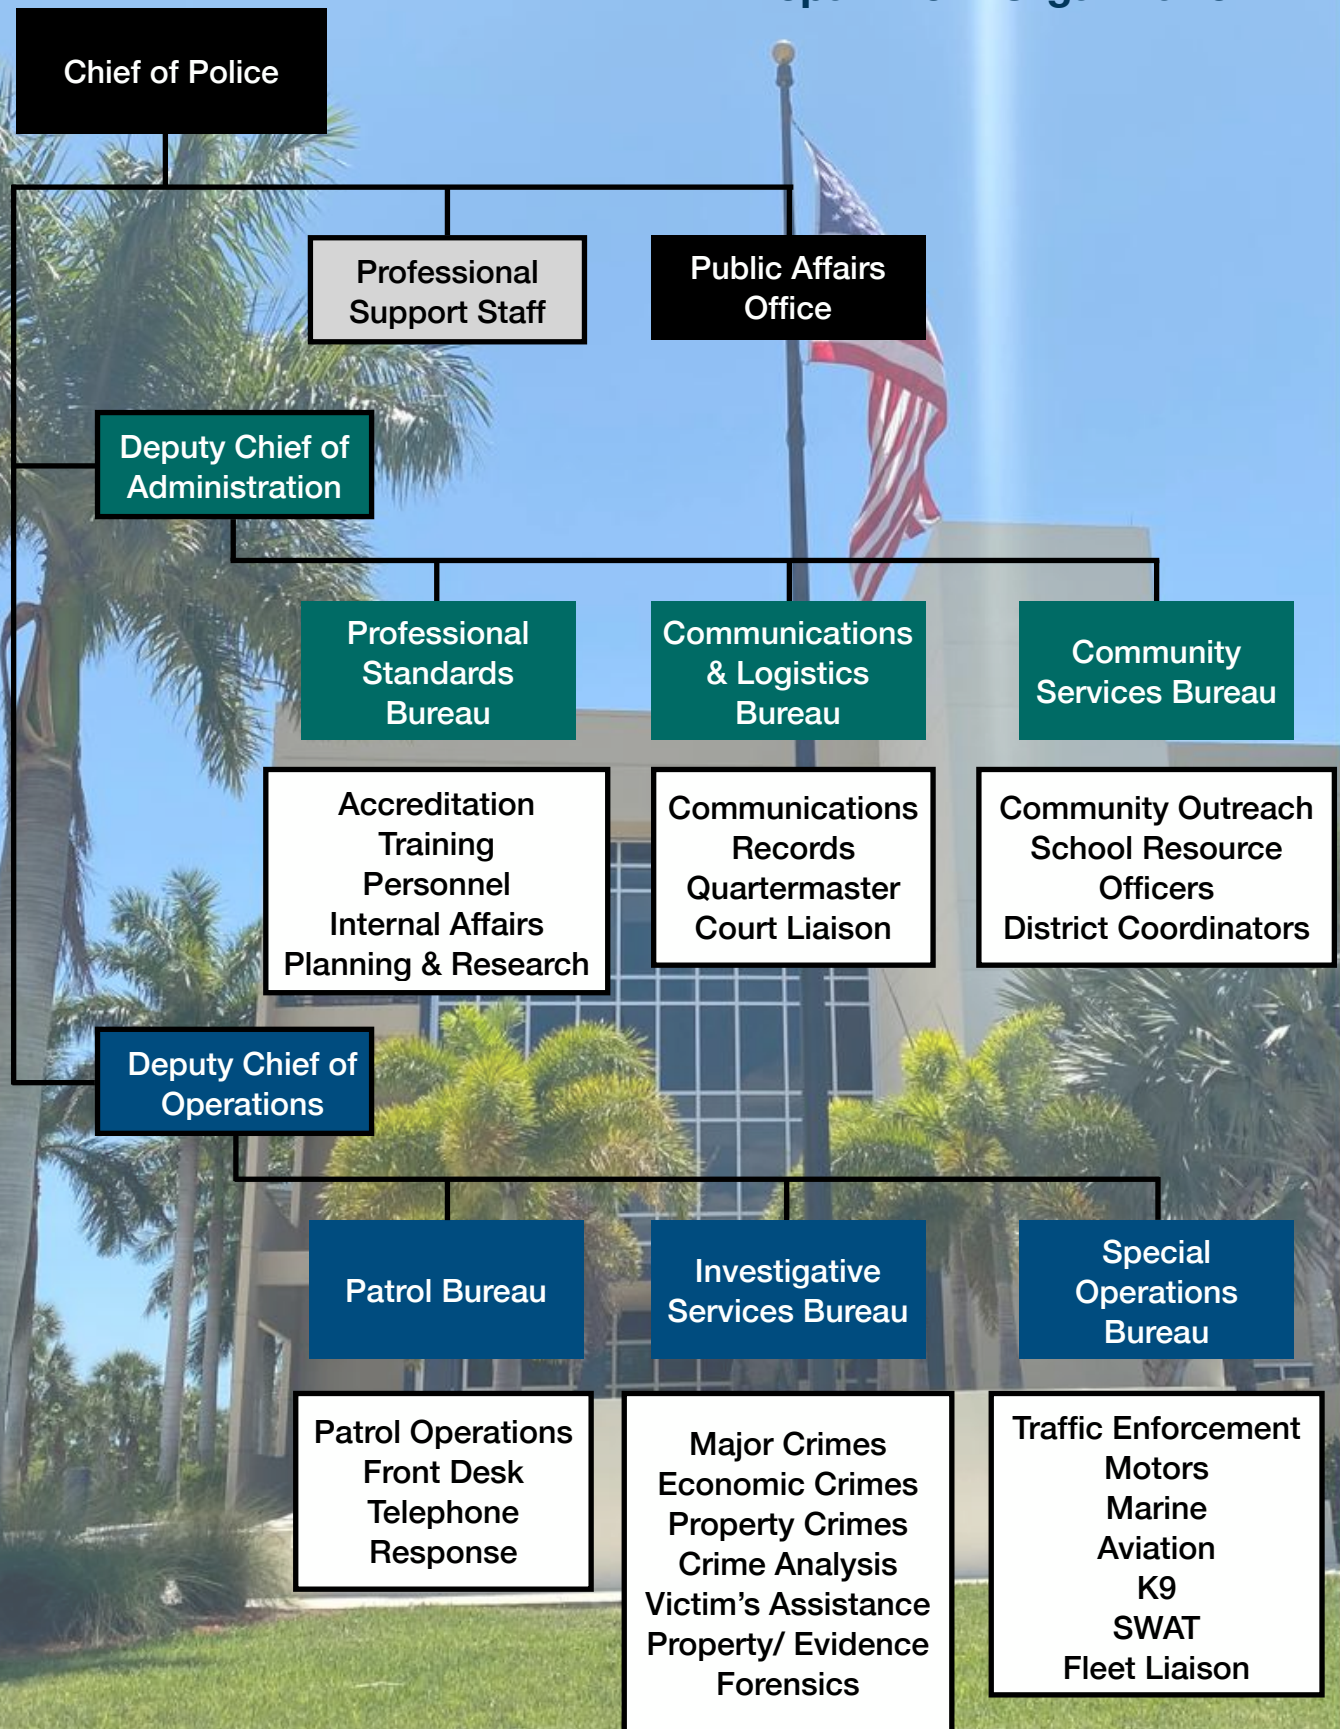 Chief of Police
Professional
Support Staff
Public Affairs
Office
Deputy Chief of
Administration
Professional
Standards
Bureau
Communications
& Logistics
Bureau
Community
Services Bureau
Accreditation
Training
Personnel
Internal Affairs
Planning & Research
Communications
Records
Quartermaster
Court Liaison
Community Outreach
School Resource
Officers
District Coordinators
Deputy Chief of
Operations
Patrol Bureau
Investigative
Services Bureau
Special
Operations
Bureau
Patrol Operations
Front Desk
Telephone
Response
Major Crimes
Economic Crimes
Property Crimes
Crime Analysis
Victim's Assistance
Property/ Evidence
Forensics
Traffic Enforcement
Motors
Marine
Aviation
K9
SWAT
Fleet Liaison